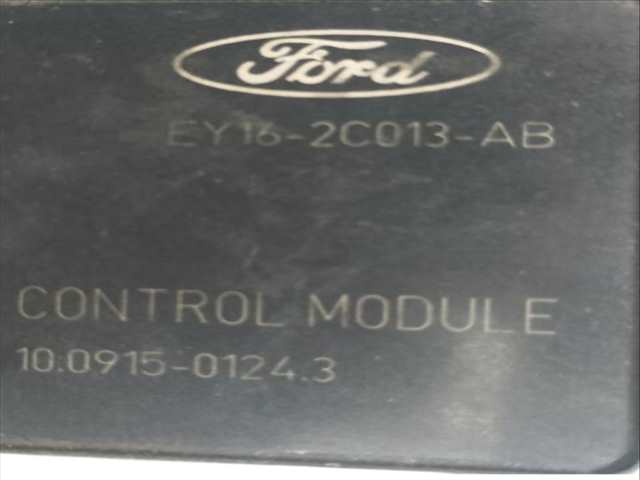 Ford
EY16-2C013-AB
CONTROL MODULE
10.0915-0124.3